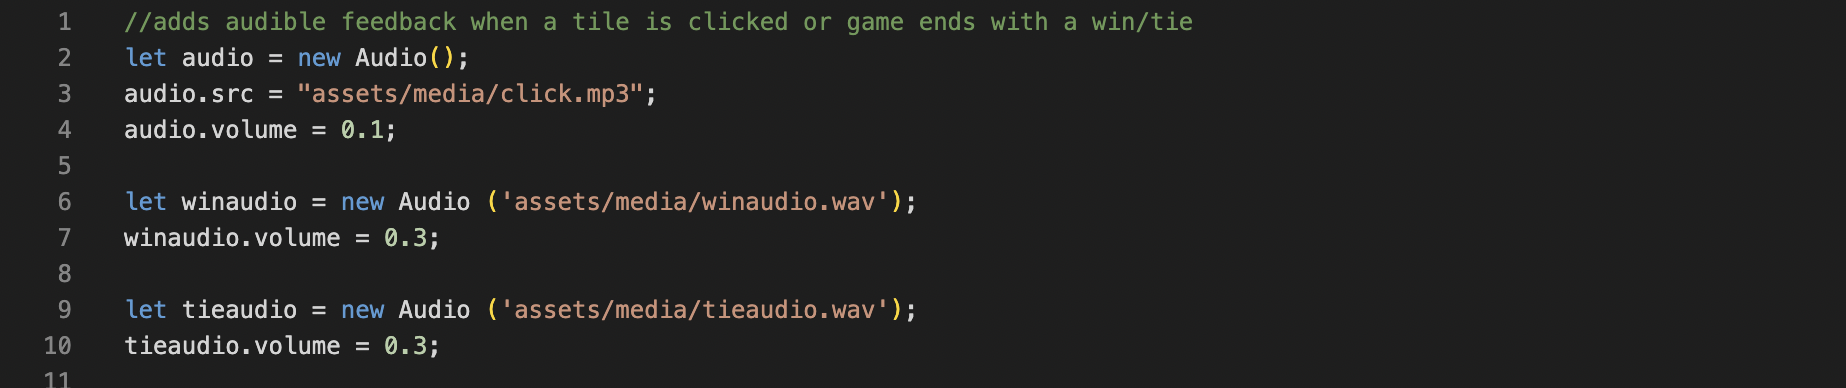 1 //adds audible feedback when a tile is clicked or game ends with a win/tie
2 let audio = new Audio();
3 audio.src = "assets/media/click.mp3";
4 audio.volume = 0.1;
5
6 let winaudio = new Audio ('assets/media/winaudio.wav');
7 winaudio.volume = 0.3;
8
9 let tieaudio = new Audio ('assets/media/tieaudio.wav');
10 tieaudio.volume = 0.3;
11